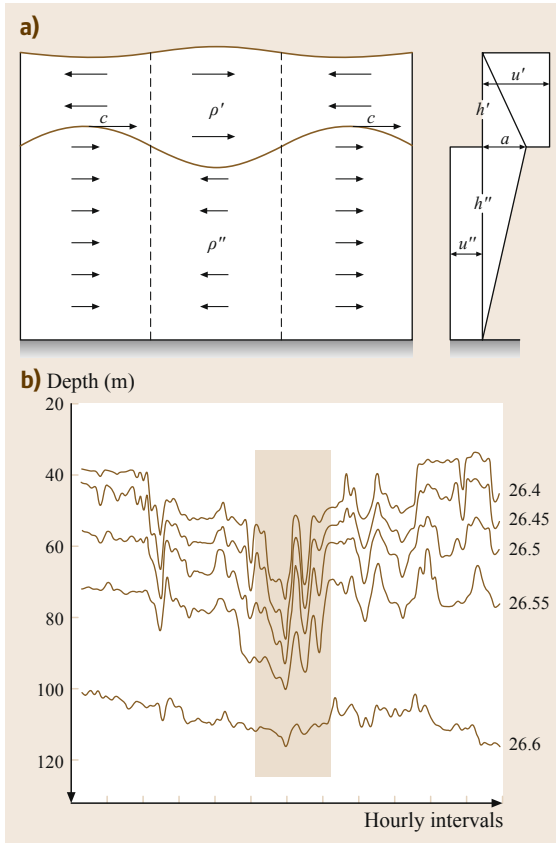 a)
u'
h'
ρ'
c
c
a
h''
ρ''
u''
b) Depth (m)
20
40
26.4
26.45
60
26.5
80
26.55
100
26.6
120
Hourly intervals